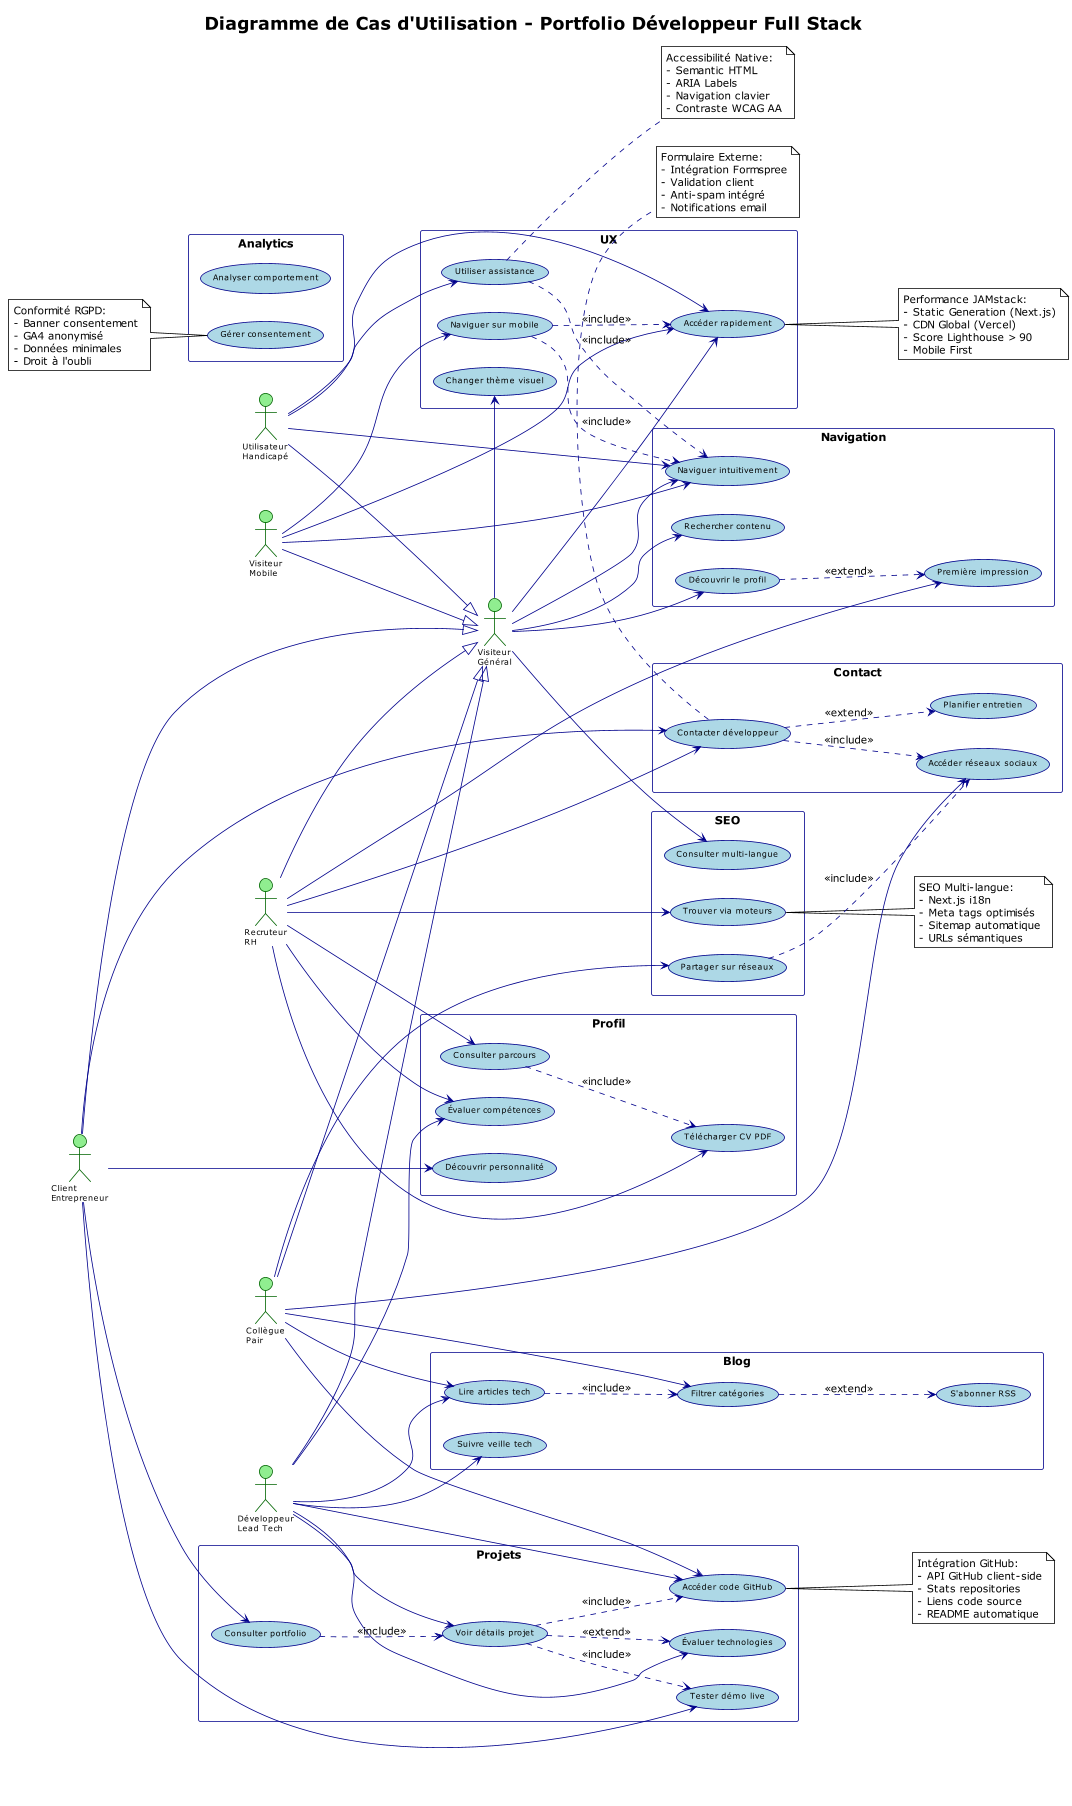 Diagramme de Cas d'Utilisation - Portfolio Développeur Full Stack
Accessibilité Native:
- Semantic HTML
- ARIA Labels
- Navigation clavier
- Contraste WCAG AA
Formulaire Externe:
- Intégration Formspree
- Validation client
- Anti-spam intégré
- Notifications email
Analytics
Analyser comportement
Gérer consentement
Conformité RGPD:
- Banner consentement
- GA4 anonymisé
- Données minimales
- Droit à l'oubli
UX
Utiliser assistance
Naviguer sur mobile
Changer thème visuel
Accéder rapidement
«include»
«include»
«include»
Performance JAMstack:
- Static Generation (Next.js)
- CDN Global (Vercel)
- Score Lighthouse > 90
- Mobile First
Utilisateur
Handicapé
Visiteur
Mobile
Visiteur
Général
Navigation
Naviguer intuitivement
Rechercher contenu
Découvrir le profil
«extend»
Première impression
Contact
Contacter développeur
«extend»
«include»
Planifier entretien
Accéder réseaux sociaux
SEO
Consulter multi-langue
Trouver via moteurs
Partager sur réseaux
«include»
SEO Multi-langue:
- Next.js i18n
- Meta tags optimisés
- Sitemap automatique
- URLs sémantiques
Recruteur
RH
Profil
Consulter parcours
Évaluer compétences
Découvrir personnalité
«include»
Télécharger CV PDF
Client
Entrepreneur
Collègue
Pair
Blog
Lire articles tech
«include»
Filtrer catégories
«extend»
S'abonner RSS
Suivre veille tech
Développeur
Lead Tech
Projets
Consulter portfolio
«include»
Voir détails projet
«include»
«extend»
«include»
Accéder code GitHub
Évaluer technologies
Tester démo live
Intégration GitHub:
- API GitHub client-side
- Stats repositories
- Liens code source
- README automatique